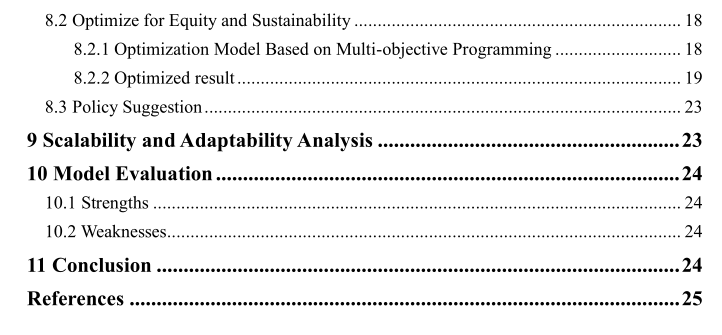 8.2 Optimize for Equity and Sustainability ........................................................................ 18
8.2.1 Optimization Model Based on Multi-objective Programming ........................... 18
8.2.2 Optimized result ................................................................................................. 19
8.3 Policy Suggestion ........................................................................................................ 23
9 Scalability and Adaptability Analysis ................................................................23
10 Model Evaluation ................................................................................................24
10.1 Strengths .................................................................................................................... 24
10.2 Weaknesses................................................................................................................. 24
11 Conclusion ............................................................................................................24
References .................................................................................................................25